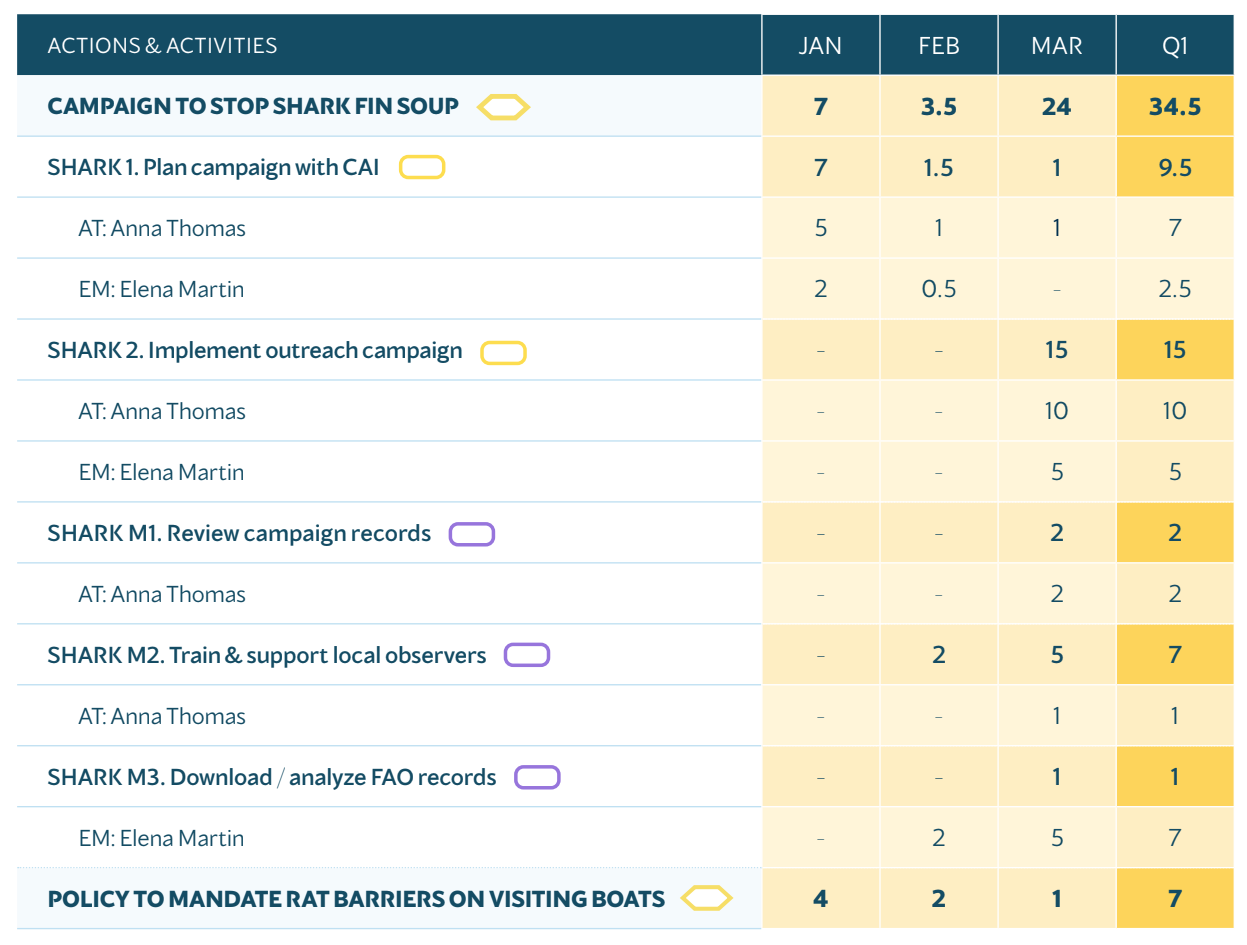 ACTIONS & ACTIVITIES JAN FEB MAR Q1
CAMPAIGN TO STOP SHARK FIN SOUP 7 3.5 24 34.5
SHARK 1. Plan campaign with CAI 7 1.5 1 9.5
AT: Anna Thomas 5 1 1 7
EM: Elena Martin 2 0.5 - 2.5
SHARK 2. Implement outreach campaign - - 15 15
AT: Anna Thomas - - 10 10
EM: Elena Martin - - 5 5
SHARK M1. Review campaign records - - 2 2
AT: Anna Thomas - - 2 2
SHARK M2. Train & support local observers - 2 5 7
AT: Anna Thomas - - 1 1
SHARK M3. Download / analyze FAO records - - 1 1
EM: Elena Martin - 2 5 7
POLICY TO MANDATE RAT BARRIERS ON VISITING BOATS 4 2 1 7